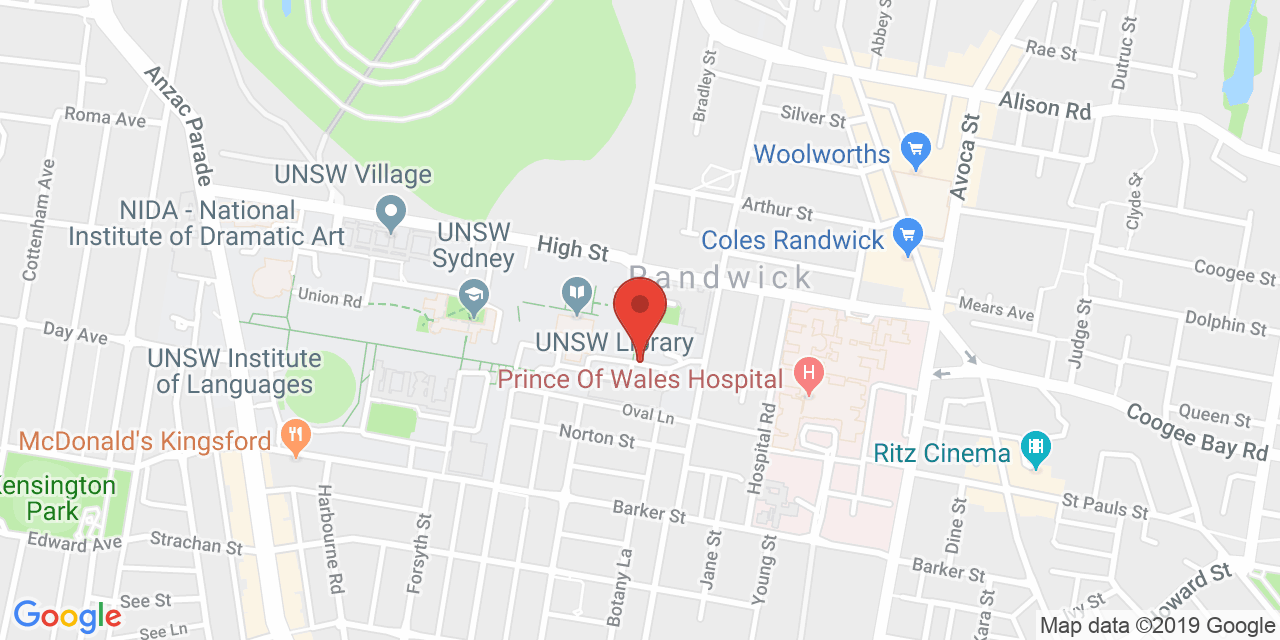 Abbey St
Dutruc St
Rae St
Bradley St
Alison Rd
Anzac Parade
Roma Ave
Silver St
Avoca St
Woolworths
UNSW Village
Cottenham Ave
Clyde St
NIDA - National
Institute of Dramatic Art
Arthur St
UNSW
Sydney
High St
Coles Randwick
Randwick
Coogee St
Union Rd
Mears Ave
Dolphin St
Day Ave
Judge St
UNSW Library
UNSW Institute
of Languages
Prince Of Wales Hospital
H
Oval Ln
Queen St
Coogee Bay Rd
McDonald's Kingsford
Norton St
Hospital Rd
Ritz Cinema
Kensington
Park
Barker St
St Pauls St
Harbourne Rd
Forsyth St
Edward Ave
Strachan St
Botany La
Jane St
Young St
Dine St
Barker St
Howard St
See St
Kara St
Ivy St
See Ln
Google
Map data ©2019 Google